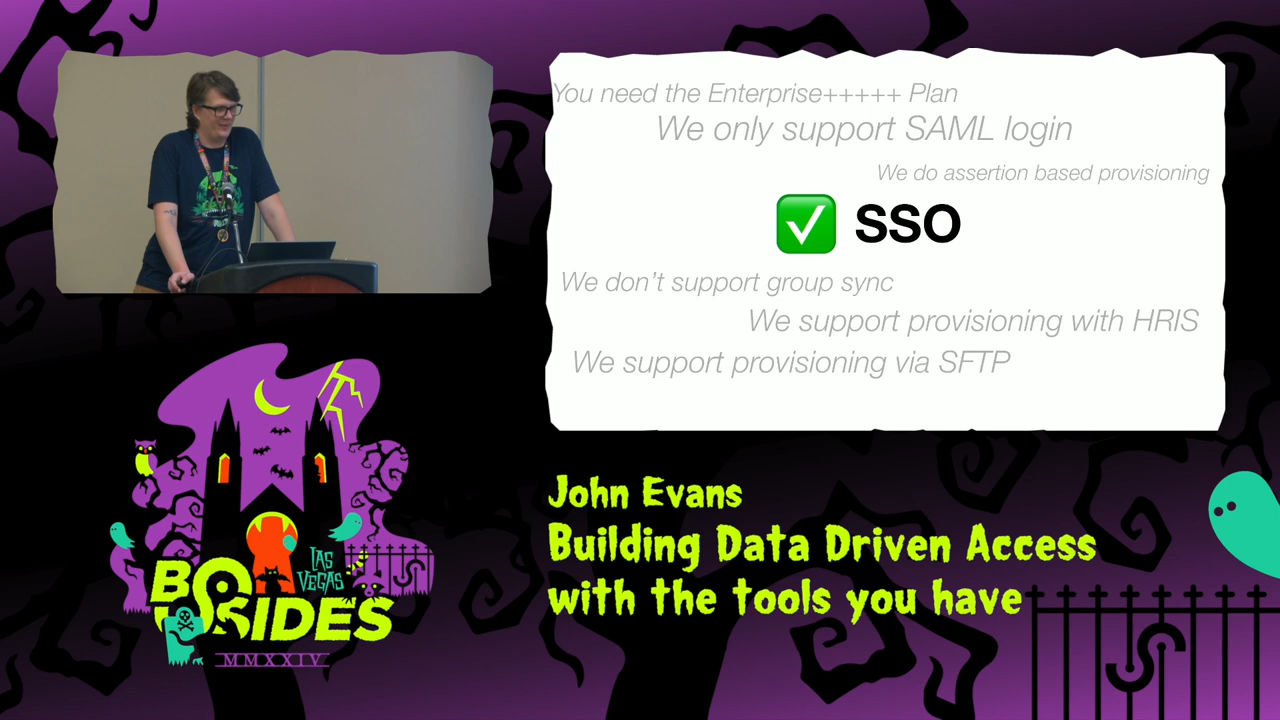 You need the Enterprise+++++ Plan
We only support SAML login
We do assertion based provisioning
✅ SSO
We don’t support group sync
We support provisioning with HRIS
We support provisioning via SFTP
John Evans
Building Data Driven Access
with the tools you have
LAS
VEGAS
BSIDES
MMXXIV